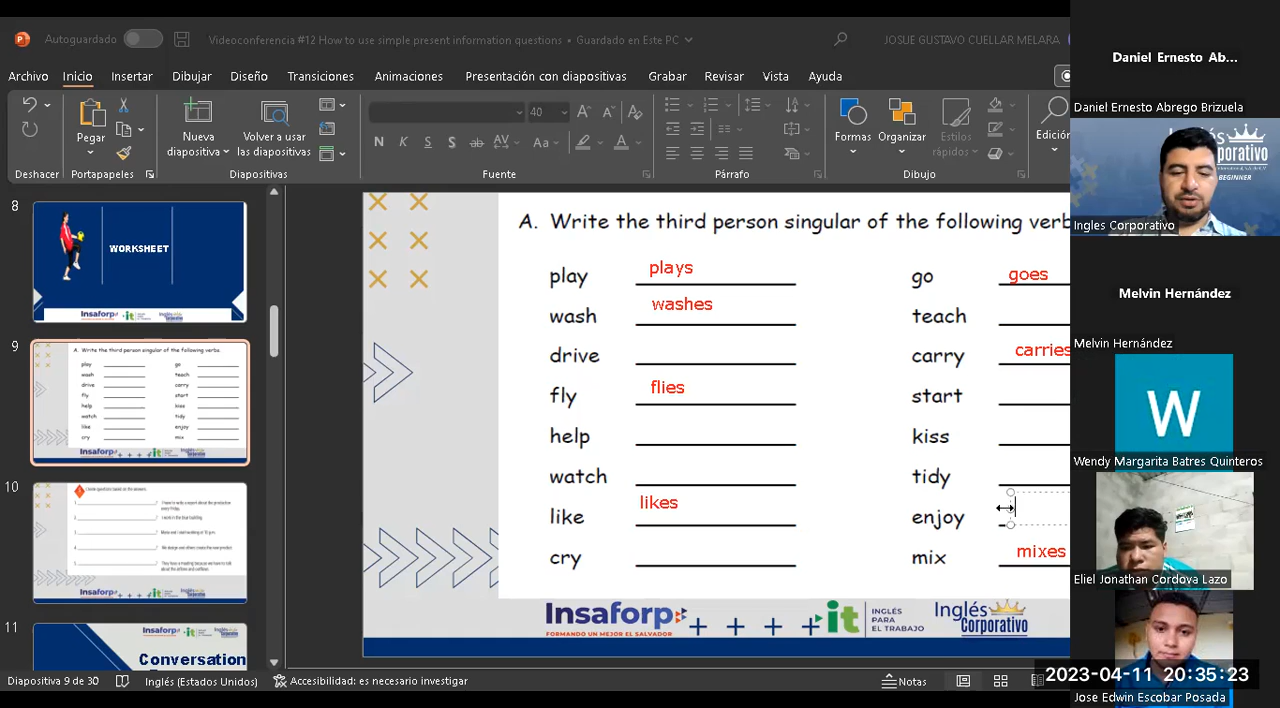 Autoguardado
Videoconferencia #12 How to use simple present information questions • Guardado en Este PC
JOSUE GUSTAVO CUELLAR MELARA
Archivo Inicio Insertar Dibujar Diseño Transiciones Animaciones Presentación con diapositivas Grabar Revisar Vista Ayuda
Pegar
Nueva diapositiva
Volver a usar las diapositivas
40
N K S S ab AV Aa A
Formas
Organizar
Estilos rápidos
Edición
Deshacer Portapapeles Diapositivas Fuente Párrafo Dibujo
8
WORKSHEET
9
10
11
Conversation
A. Write the third person singular of the following verb
play plays go goes
wash washes teach
drive carry carries
fly flies start
help kiss
watch tidy
like likes enjoy
cry mix mixes
Insaforp
FORMANDO UN MEJOR EL SALVADOR
it
INGLÉS PARA EL TRABAJO
Inglés Corporativo
Diapositiva 9 de 30
Inglés (Estados Unidos)
Accesibilidad: es necesario investigar
Notas
Daniel Ernesto Ab...
Daniel Ernesto Abrego Brizuela
BEGINNER
Ingles Corporativo
Melvin Hernández
Melvin Hernández
W
Wendy Margarita Batres Quinteros
Eliel Jonathan Cordova Lazo
2023-04-11 20:35:23
Jose Edwin Escobar Posada